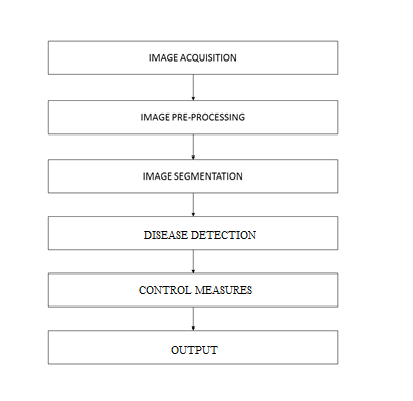 IMAGE ACQUISITION
IMAGE PRE-PROCESSING
IMAGE SEGMENTATION
DISEASE DETECTION
CONTROL MEASURES
OUTPUT